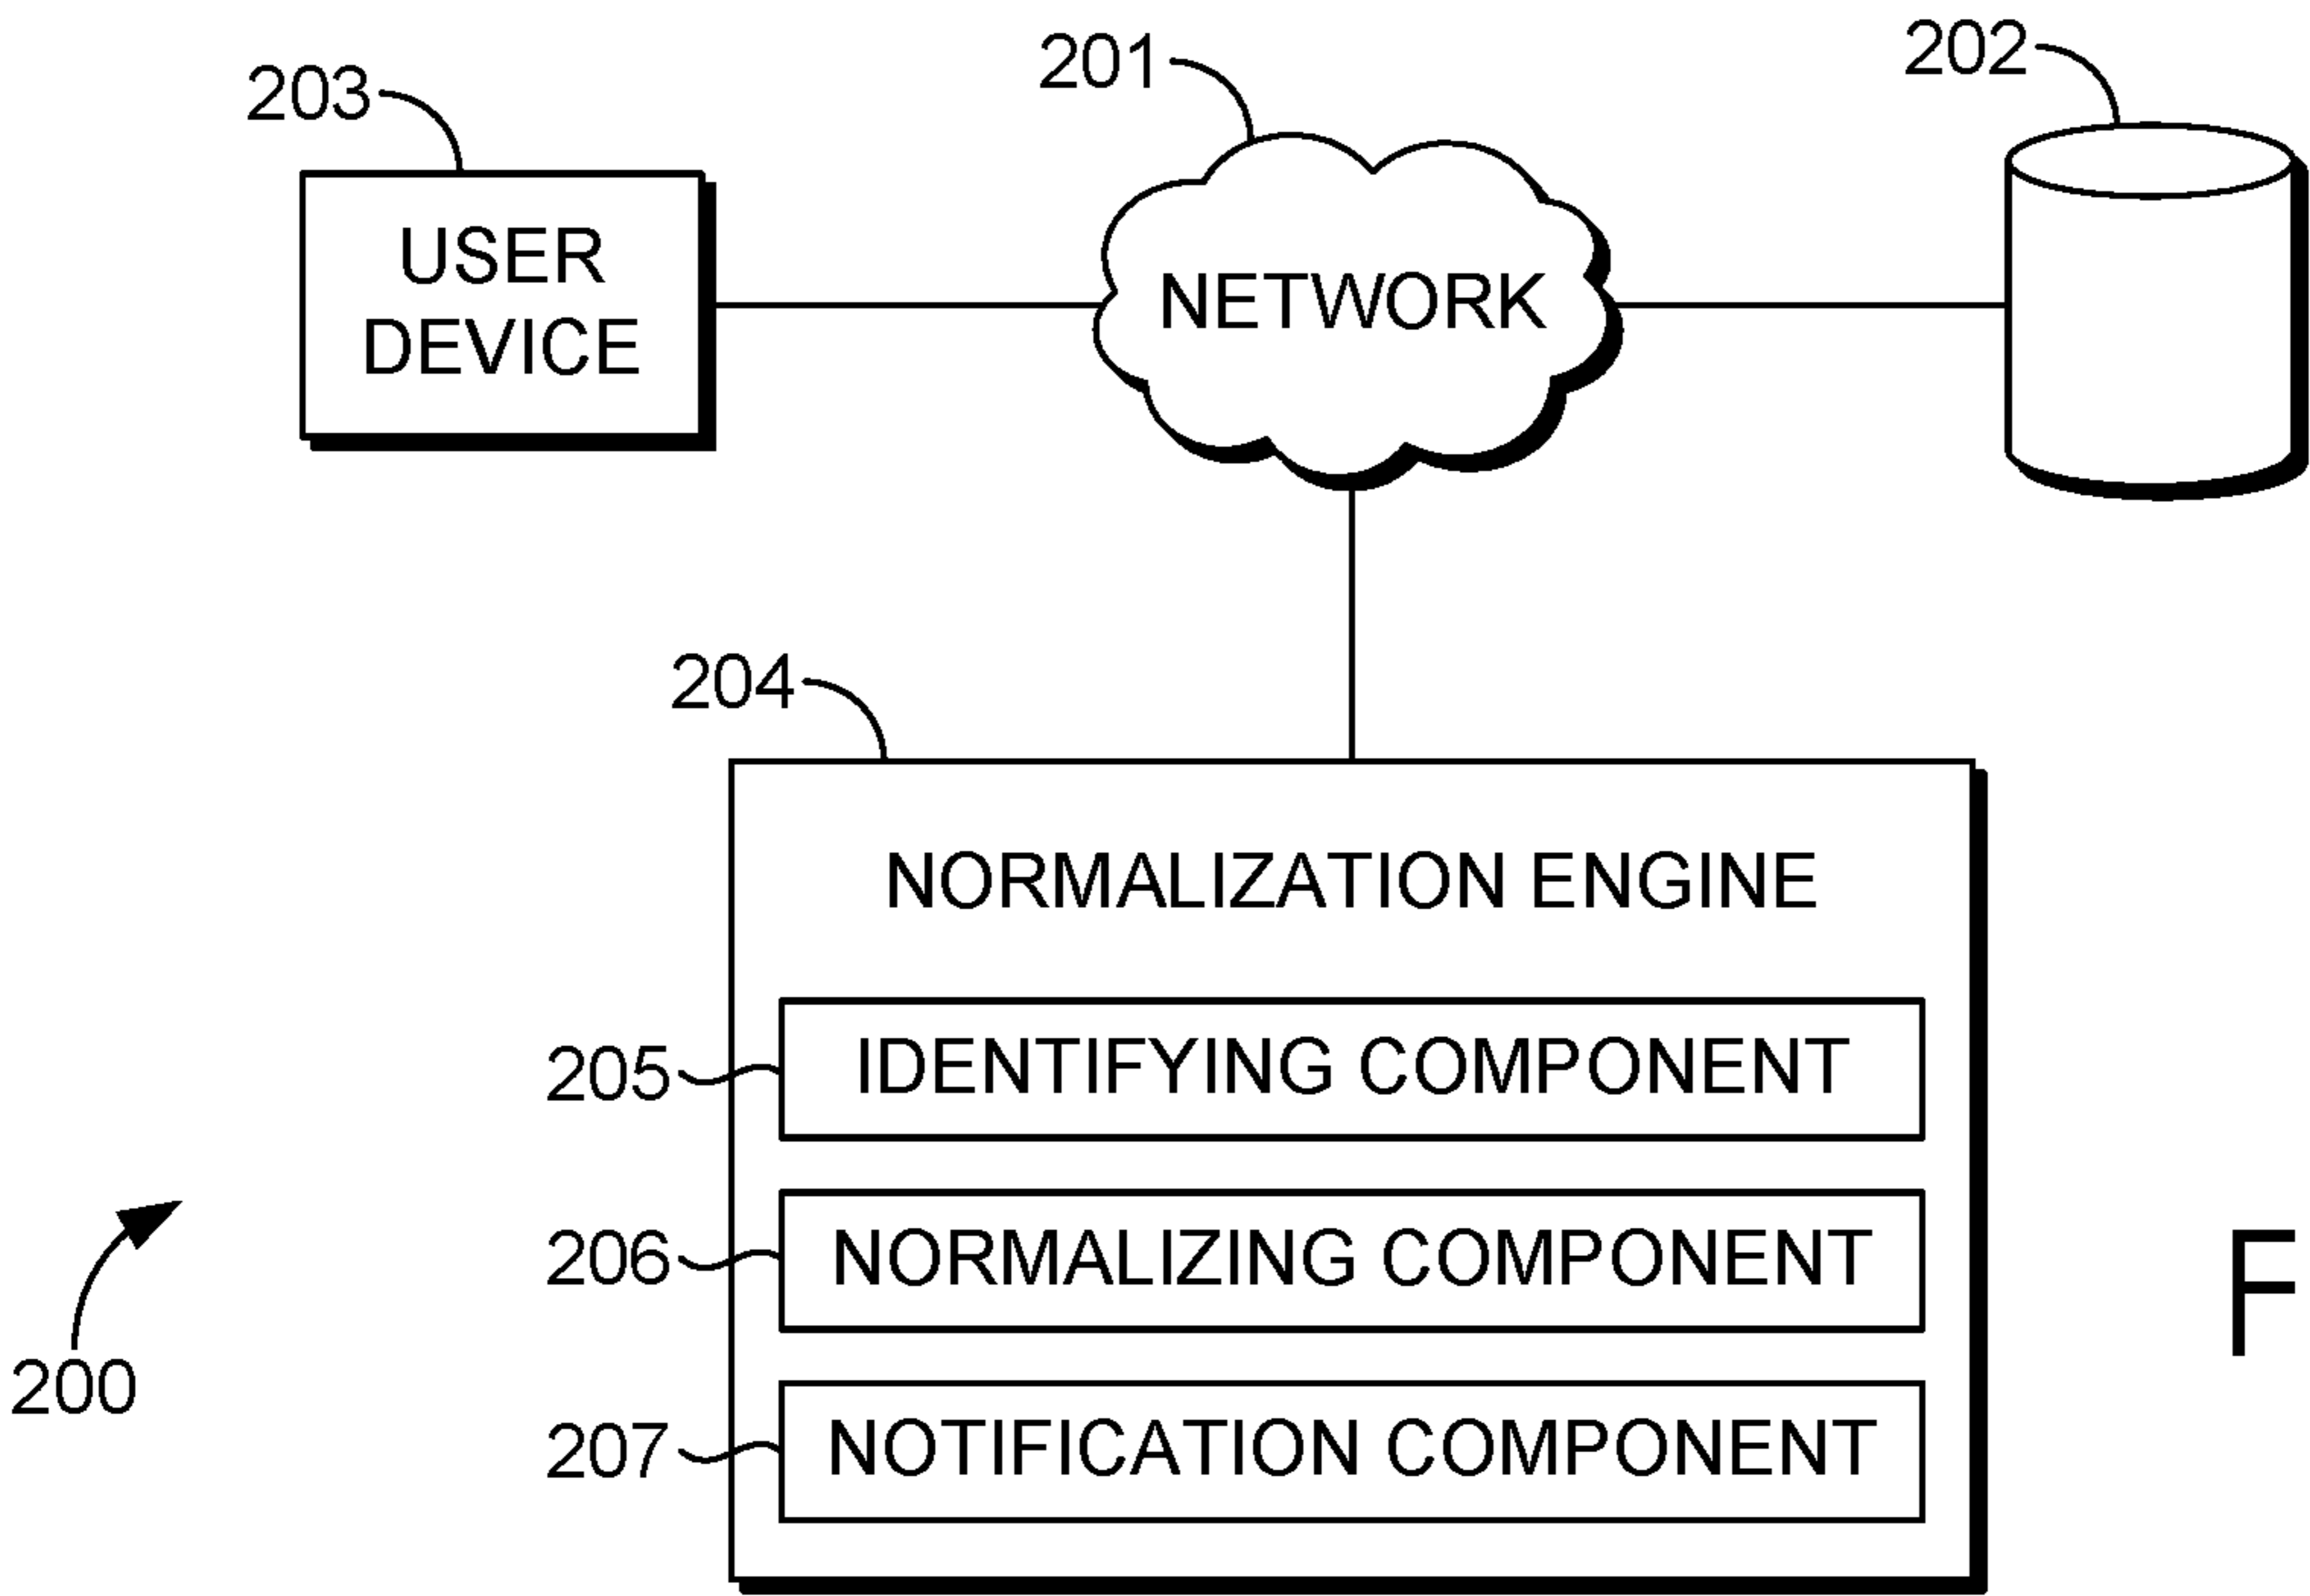 203
201
202
USER
DEVICE
NETWORK
204
NORMALIZATION ENGINE
205
IDENTIFYING COMPONENT
206
NORMALIZING COMPONENT
200
207
NOTIFICATION COMPONENT
F